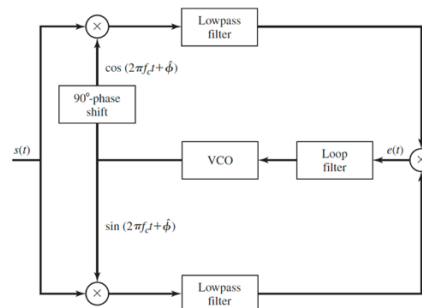 Lowpass
filter
×
cos (2πf_ct+ϕ̂)
90°-phase
shift
s(t)
VCO
Loop
filter
e(t)
×
sin (2πf_ct+ϕ̂)
×
Lowpass
filter